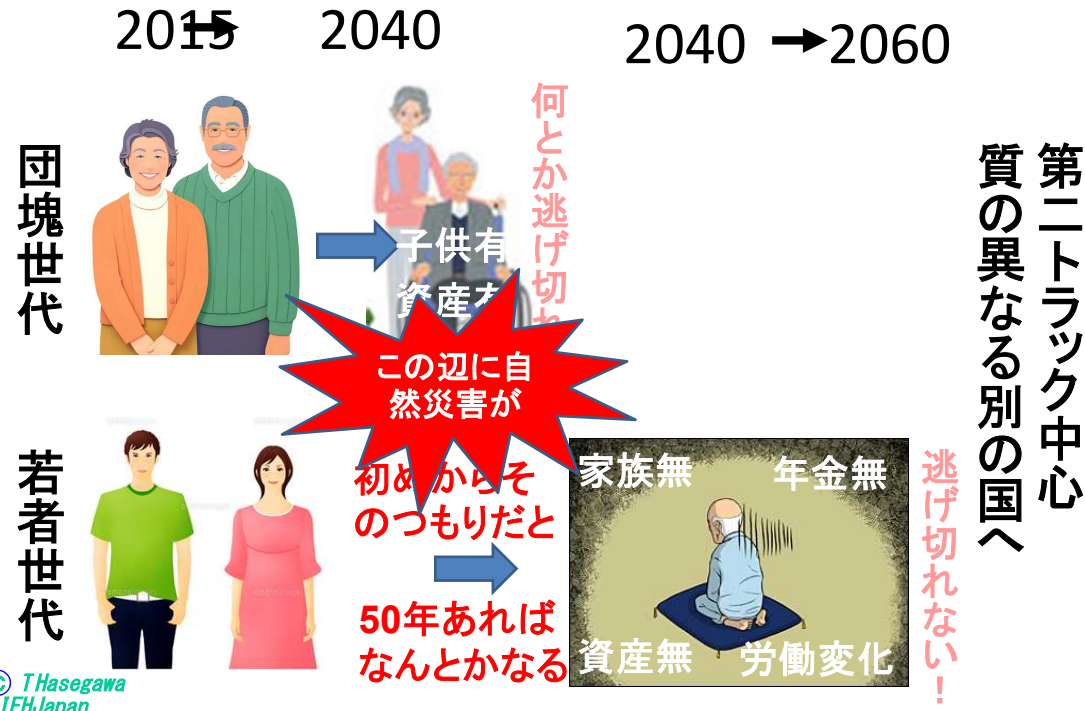 2015 → 2040
2040 → 2060
団塊世代
子供有
資産有
何とか逃げ切れ
この辺に自
然災害が
若者世代
初めからそ
のつもりだと
50年あれば
なんとかなる
家族無
年金無
資産無
労働変化
逃げ切れない！
第二トラック中心
質の異なる別の国へ
© THasegawa
IFHJapan